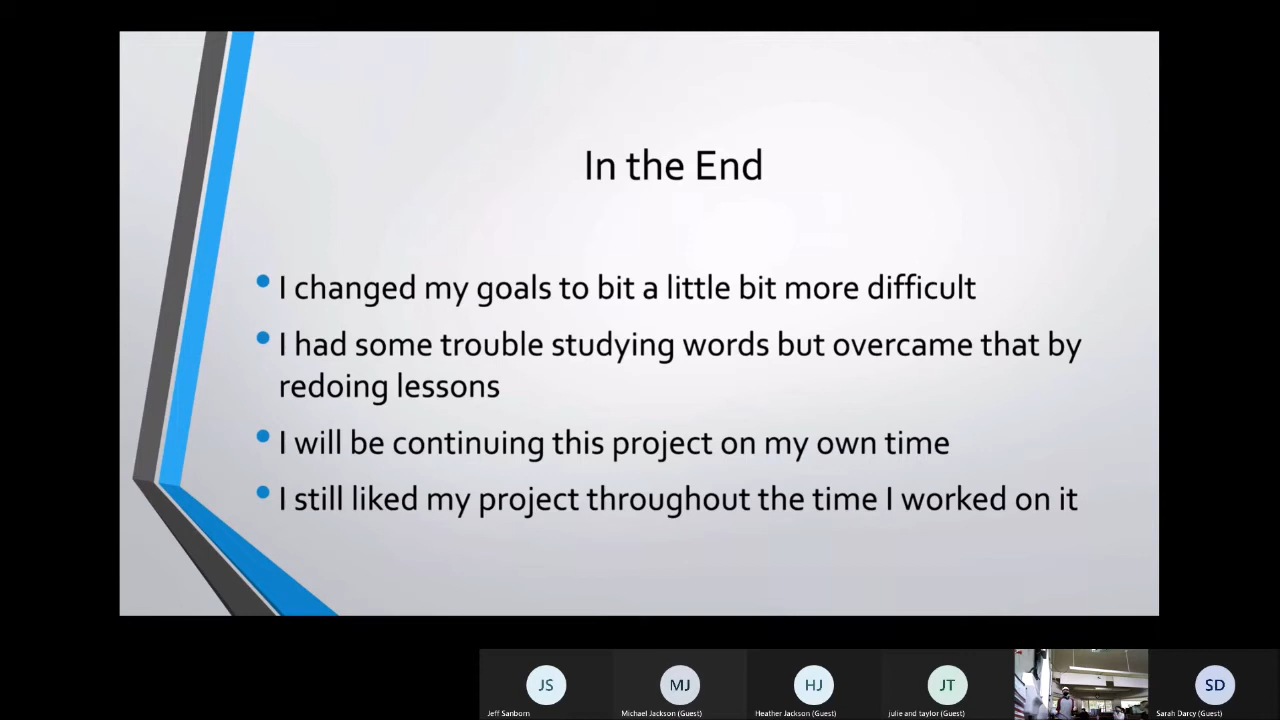 In the End
I changed my goals to bit a little bit more difficult
I had some trouble studying words but overcame that by
redoing lessons
I will be continuing this project on my own time
I still liked my project throughout the time I worked on it
JS
MJ
HJ
JT
SD
Jeff Sanborn
Michael Jackson (Guest)
Heather Jackson (Guest)
julie and taylor (Guest)
Sarah Darcy (Guest)